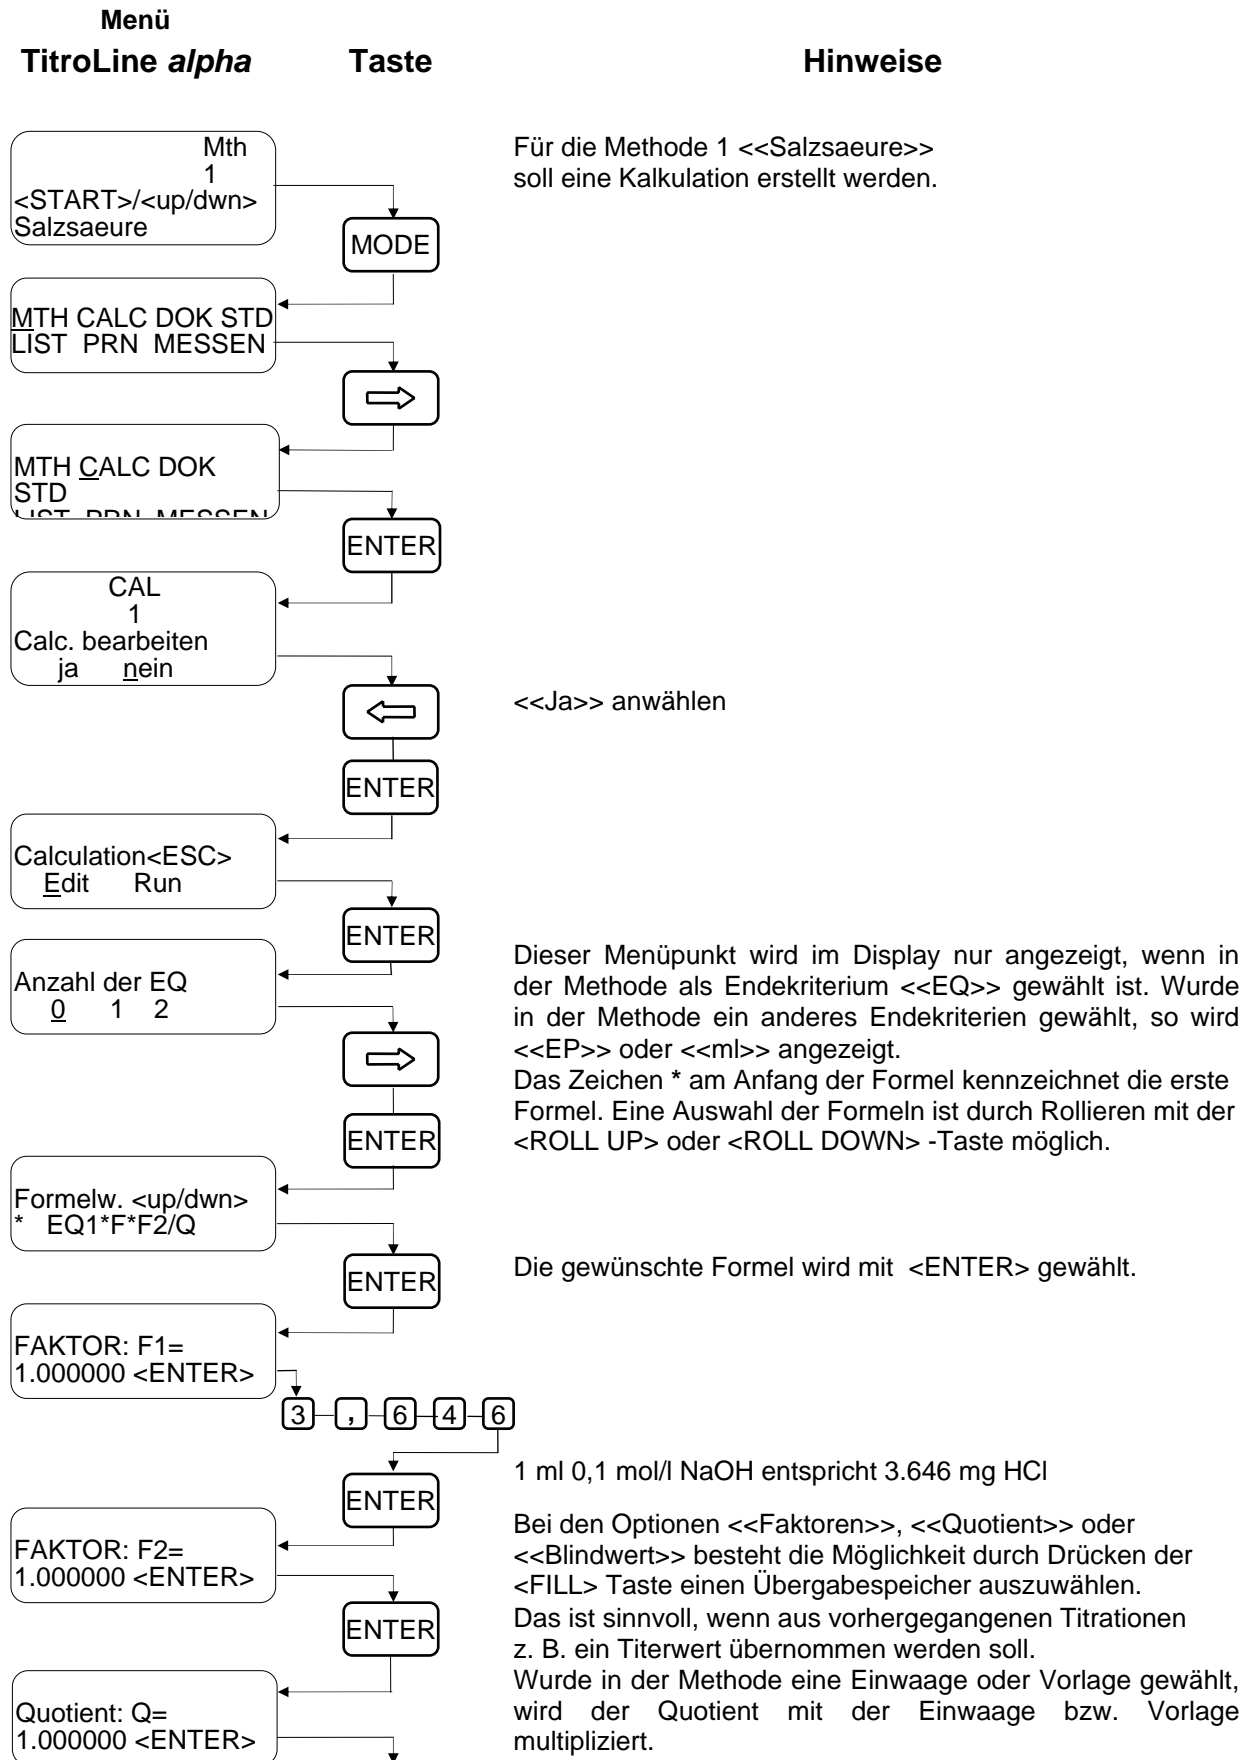 Menü
TitroLine alpha Taste Hinweise
Mth
1
<START>/<up/dwn>
Salzsaeure
Für die Methode 1 <<Salzsaeure>>
soll eine Kalkulation erstellt werden.
MODE
MTH CALC DOK STD
LIST PRN MESSEN
MTH CALC DOK
STD
LIST PRN MESSEN
ENTER
CAL
1
Calc. bearbeiten
ja nein
<<Ja>> anwählen
ENTER
Calculation<ESC>
Edit Run
ENTER
Anzahl der EQ
0 1 2
Dieser Menüpunkt wird im Display nur angezeigt, wenn in
der Methode als Endekriterium <<EQ>> gewählt ist. Wurde
in der Methode ein anderes Endekriterien gewählt, so wird
<<EP>> oder <<ml>> angezeigt.
Das Zeichen * am Anfang der Formel kennzeichnet die erste
Formel. Eine Auswahl der Formeln ist durch Rollieren mit der
<ROLL UP> oder <ROLL DOWN> -Taste möglich.
ENTER
Formelw. <up/dwn>
* EQ1*F*F2/Q
ENTER
Die gewünschte Formel wird mit <ENTER> gewählt.
FAKTOR: F1=
1.000000 <ENTER>
3 , 6 4 6
ENTER
1 ml 0,1 mol/l NaOH entspricht 3.646 mg HCl
FAKTOR: F2=
1.000000 <ENTER>
Bei den Optionen <<Faktoren>>, <<Quotient>> oder
<<Blindwert>> besteht die Möglichkeit durch Drücken der
<FILL> Taste einen Übergabespeicher auszuwählen.
Das ist sinnvoll, wenn aus vorhergegangenen Titrationen
z. B. ein Titerwert übernommen werden soll.
Wurde in der Methode eine Einwaage oder Vorlage gewählt,
wird der Quotient mit der Einwaage bzw. Vorlage
multipliziert.
ENTER
Quotient: Q=
1.000000 <ENTER>